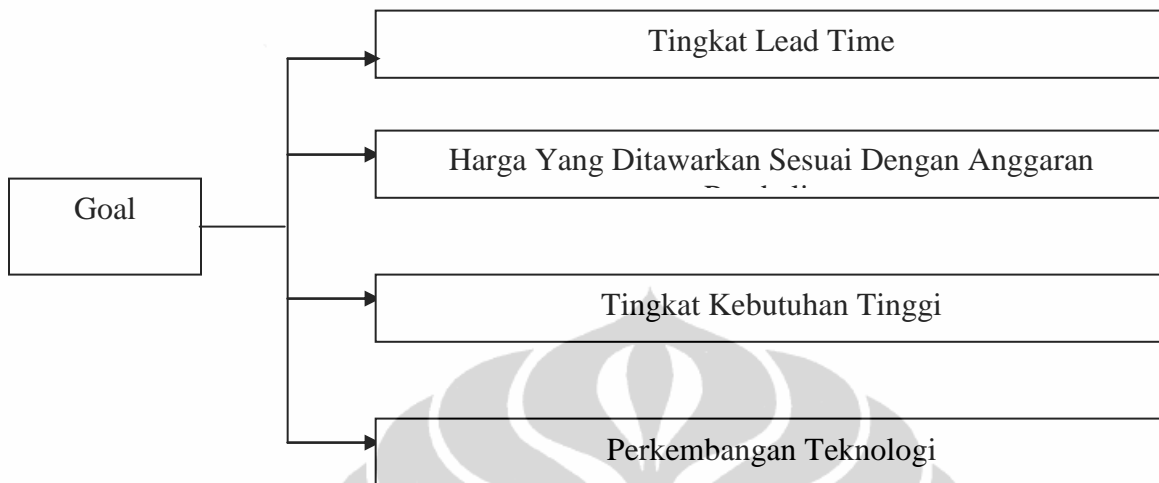 Tingkat Lead Time
Harga Yang Ditawarkan Sesuai Dengan Anggaran
Goal
Tingkat Kebutuhan Tinggi
Perkembangan Teknologi